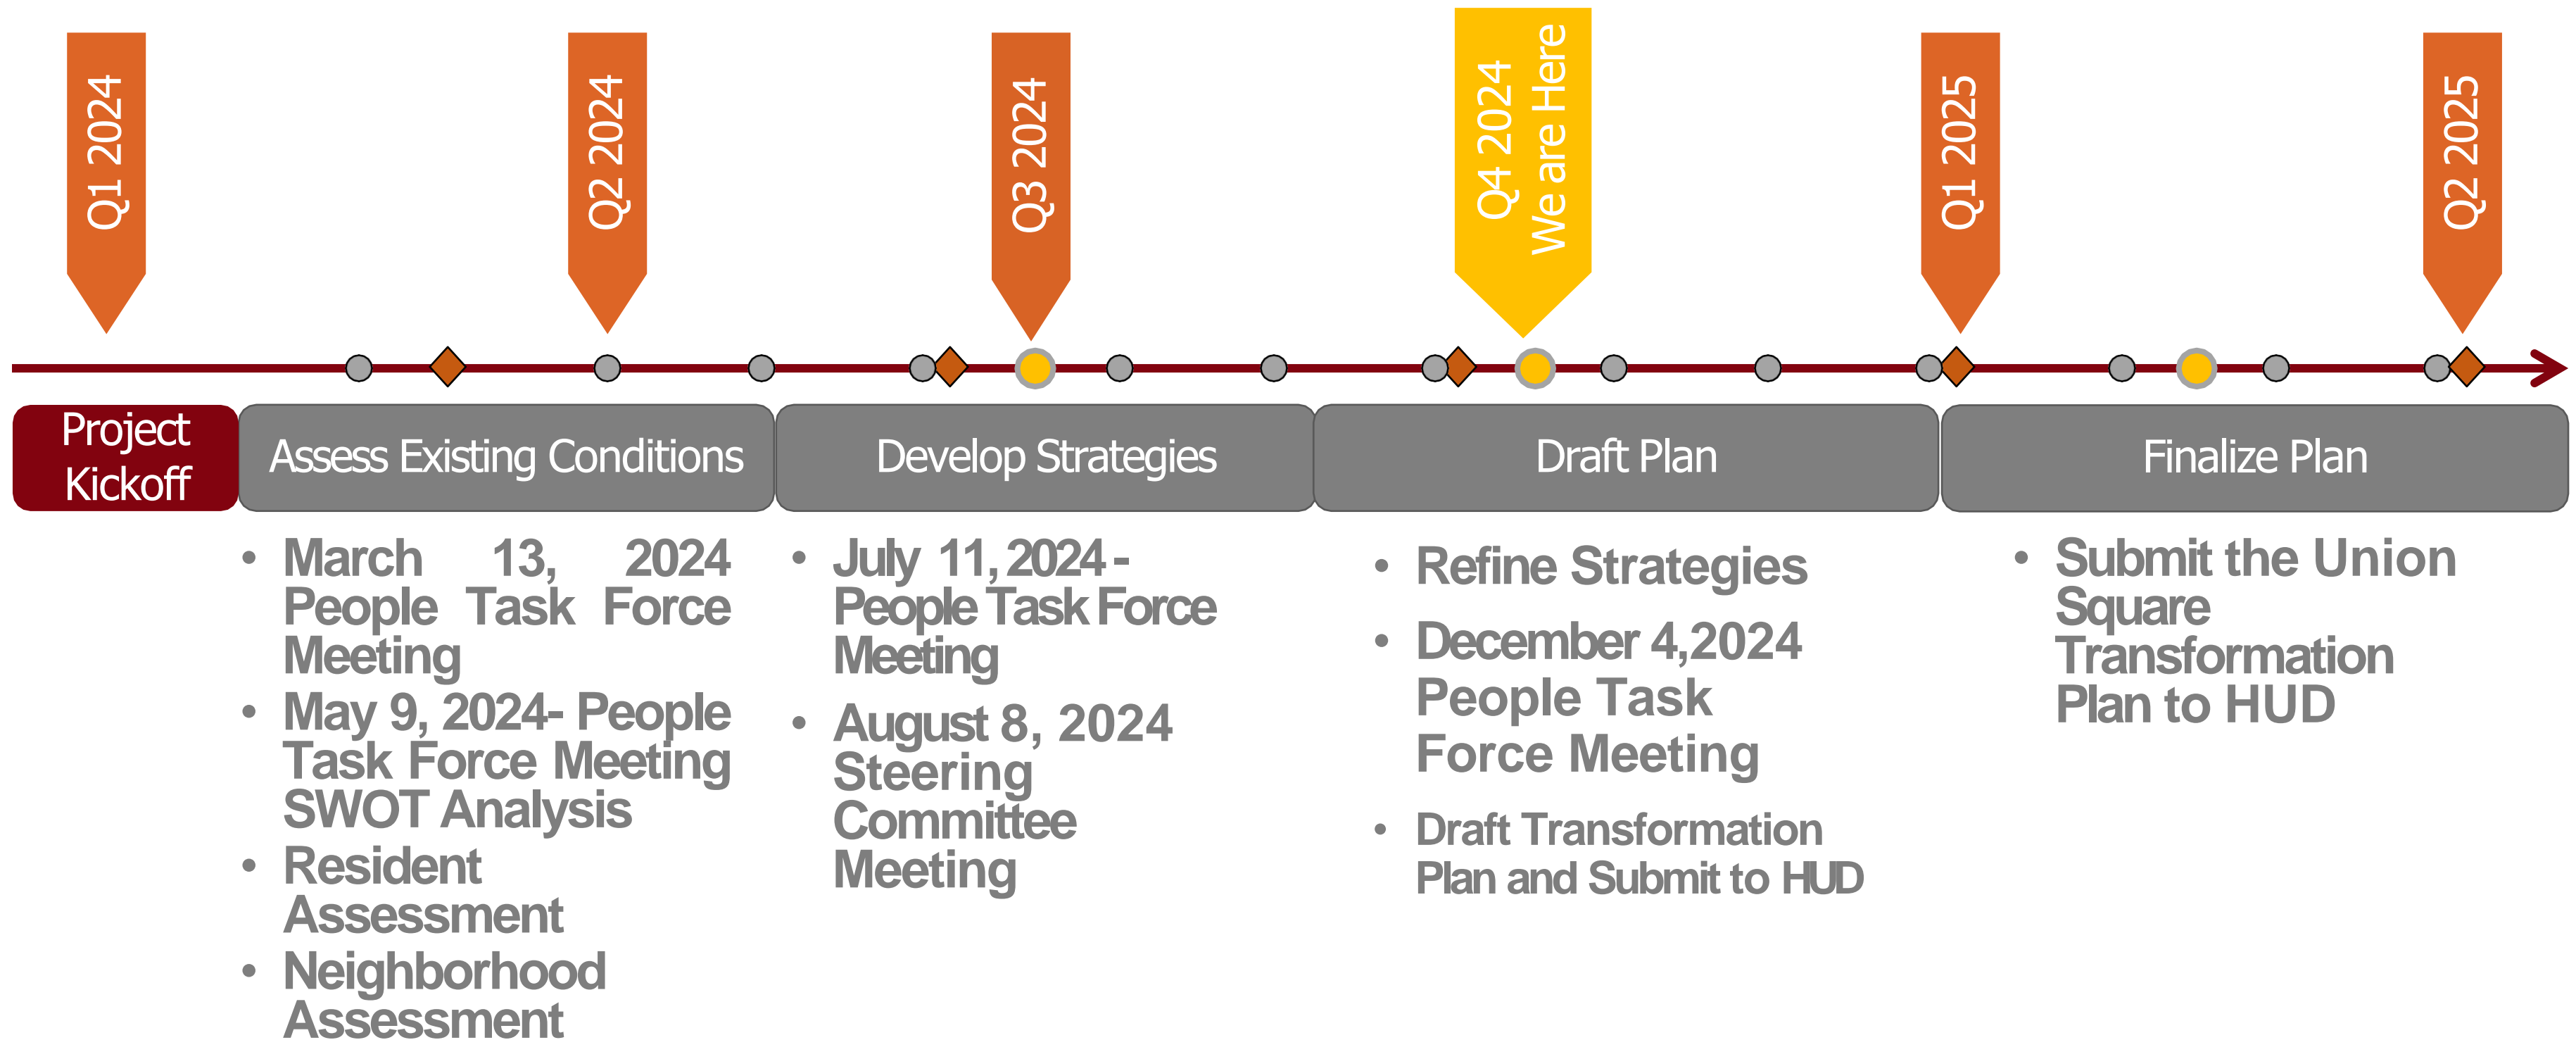 Q1 2024
Q2 2024
Q3 2024
Q4 2024
We are Here
Q1 2025
Q2 2025
Project
Kickoff
Assess Existing Conditions
Develop Strategies
Draft Plan
Finalize Plan
• March 13, 2024
People Task Force
Meeting
• May 9, 2024- People
Task Force Meeting
SWOT Analysis
• Resident
Assessment
• Neighborhood
Assessment
• July 11, 2024 -
People Task Force
Meeting
• August 8, 2024
Steering
Committee
Meeting
• Refine Strategies
• December 4,2024
People Task
Force Meeting
• Draft Transformation
Plan and Submit to HUD
• Submit the Union
Square
Transformation
Plan to HUD